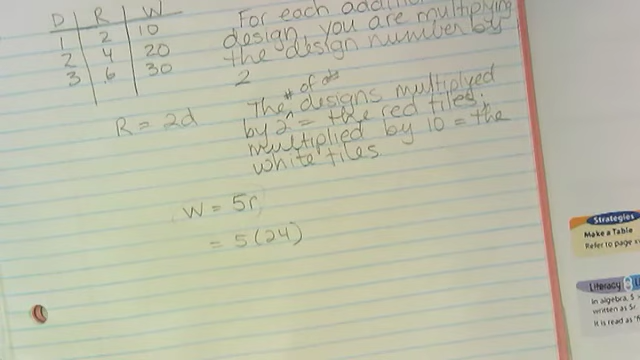 D R W
1 2 10
2 4 20
3 6 30
For each
design, you are multiplying
the design number by
2
R = 2d
# of
The designs multiplyed
by 2 = the red tiles,
multiplied by 10 = the
white tiles
W = 5r
= 5(24)
Strategies
Make a Table
Refer to page
Literacy
In algebra, 5
written as 5r.
It is read as